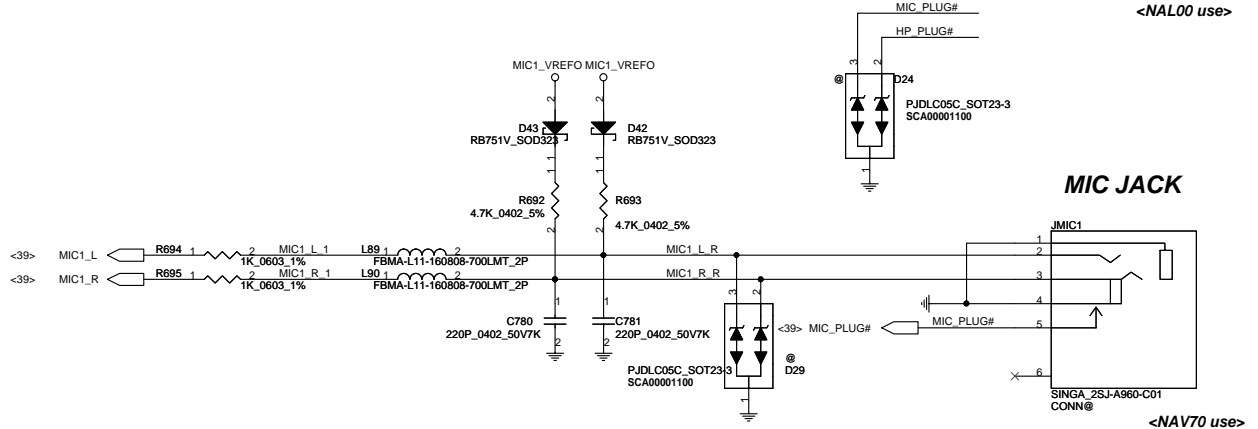 MIC_PLUG#
<NAL00 use>
HP_PLUG#
MIC1_VREFO MIC1_VREFO
3 2
@ D24
2 2
PJDLC05C_SOT23-3
SCA00001100
D43 D42
RB751V_SOD323 RB751V_SOD323
1 1
1
1 1
R692 R693
4.7K_0402_5% 4.7K_0402_5%
2 2
MIC JACK
JMIC1
1
<39> MIC1_L R694 1 2 MIC1_L_1 L89 1 2 MIC1_L_R 2
1K_0603_1% FBMA-L11-160808-700LMT_2P
<39> MIC1_R R695 1 2 MIC1_R_1 L90 1 2 MIC1_R_R 3
1K_0603_1% FBMA-L11-160808-700LMT_2P
3 2
1 1
4
C780 C781
220P_0402_50V7K 220P_0402_50V7K
2 2
<39> MIC_PLUG# MIC_PLUG# 5
@
PJDLC05C_SOT23-3 D29
SCA00001100
6
1
SINGA_2SJ-A960-C01
CONN@
<NAV70 use>